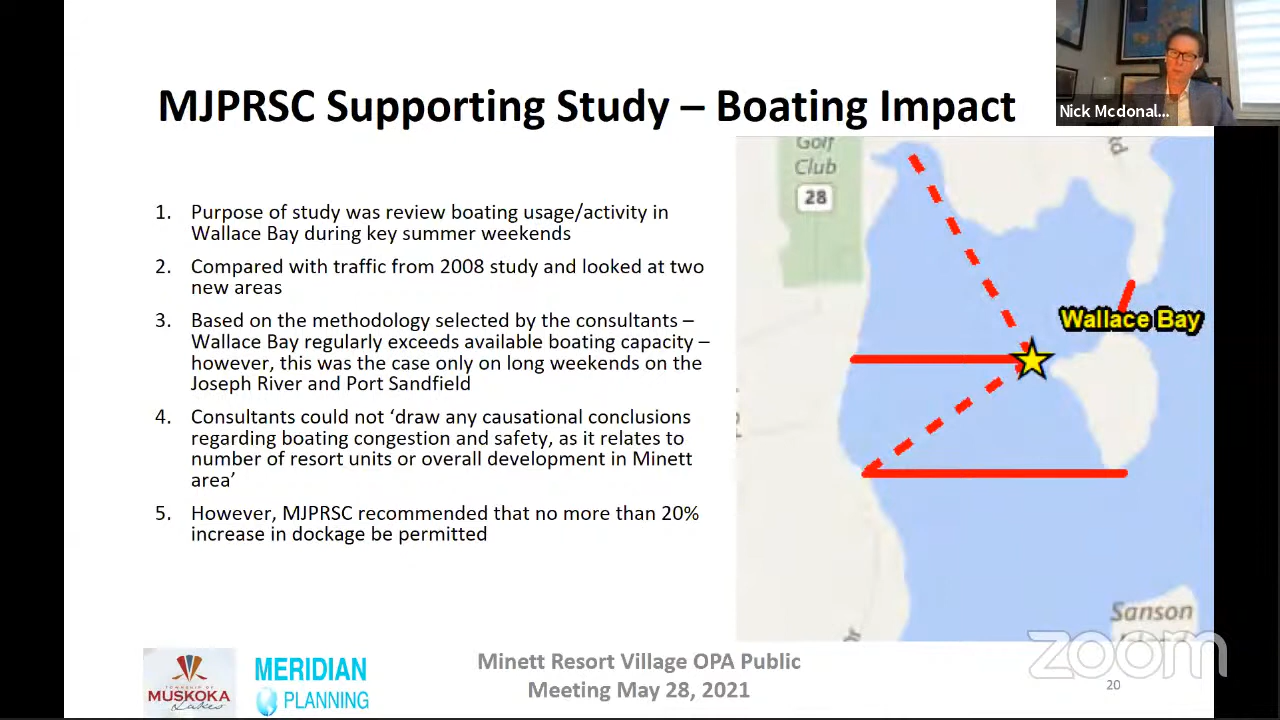 MJPRSC Supporting Study – Boating Impact
Nick Mcdonal...
1. Purpose of study was review boating usage/activity in
Wallace Bay during key summer weekends
2. Compared with traffic from 2008 study and looked at two
new areas
3. Based on the methodology selected by the consultants –
Wallace Bay regularly exceeds available boating capacity –
however, this was the case only on long weekends on the
Joseph River and Port Sandfield
4. Consultants could not ‘draw any causational conclusions
regarding boating congestion and safety, as it relates to
number of resort units or overall development in Minett
area’
5. However, MJPRSC recommended that no more than 20%
increase in dockage be permitted
Golf
Club
28
Wallace Bay
Sanson
zoom
TOWNSHIP OF
MUSKOKA
Lakes
MERIDIAN
PLANNING
Minett Resort Village OPA Public
Meeting May 28, 2021
20